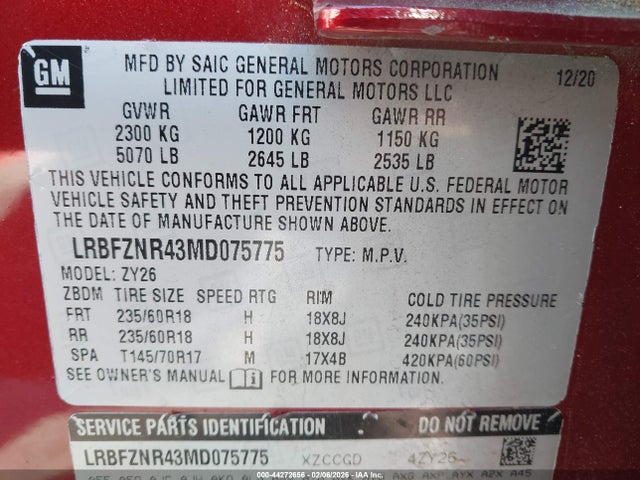 GM
MFD BY SAIC GENERAL MOTORS CORPORATION
LIMITED FOR GENERAL MOTORS LLC
12/20
GVWR GAWR FRT GAWR RR
2300 KG 1200 KG 1150 KG
5070 LB 2645 LB 2535 LB
THIS VEHICLE CONFORMS TO ALL APPLICABLE U.S. FEDERAL MOTOR
VEHICLE SAFETY AND THEFT PREVENTION STANDARDS IN EFFECT ON
THE DATE OF MANUFACTURE SHOWN ABOVE.
LRBFZNR43MD075775 TYPE: M.P.V.
MODEL: ZY26
ZBDM TIRE SIZE SPEED RTG RIM COLD TIRE PRESSURE
FRT 235/60R18 H 18X8J 240KPA(35PSI)
RR 235/60R18 H 18X8J 240KPA(35PSI)
SPA T145/70R17 M 17X4B 420KPA(60PSI)
SEE OWNER'S MANUAL FOR MORE INFORMATION
SERVICE PARTS IDENTIFICATION DO NOT REMOVE
LRBFZNR43MD075775 XZCCGD 4ZY26
© IAAI - 44272656 - 02/06/2026 - COPART